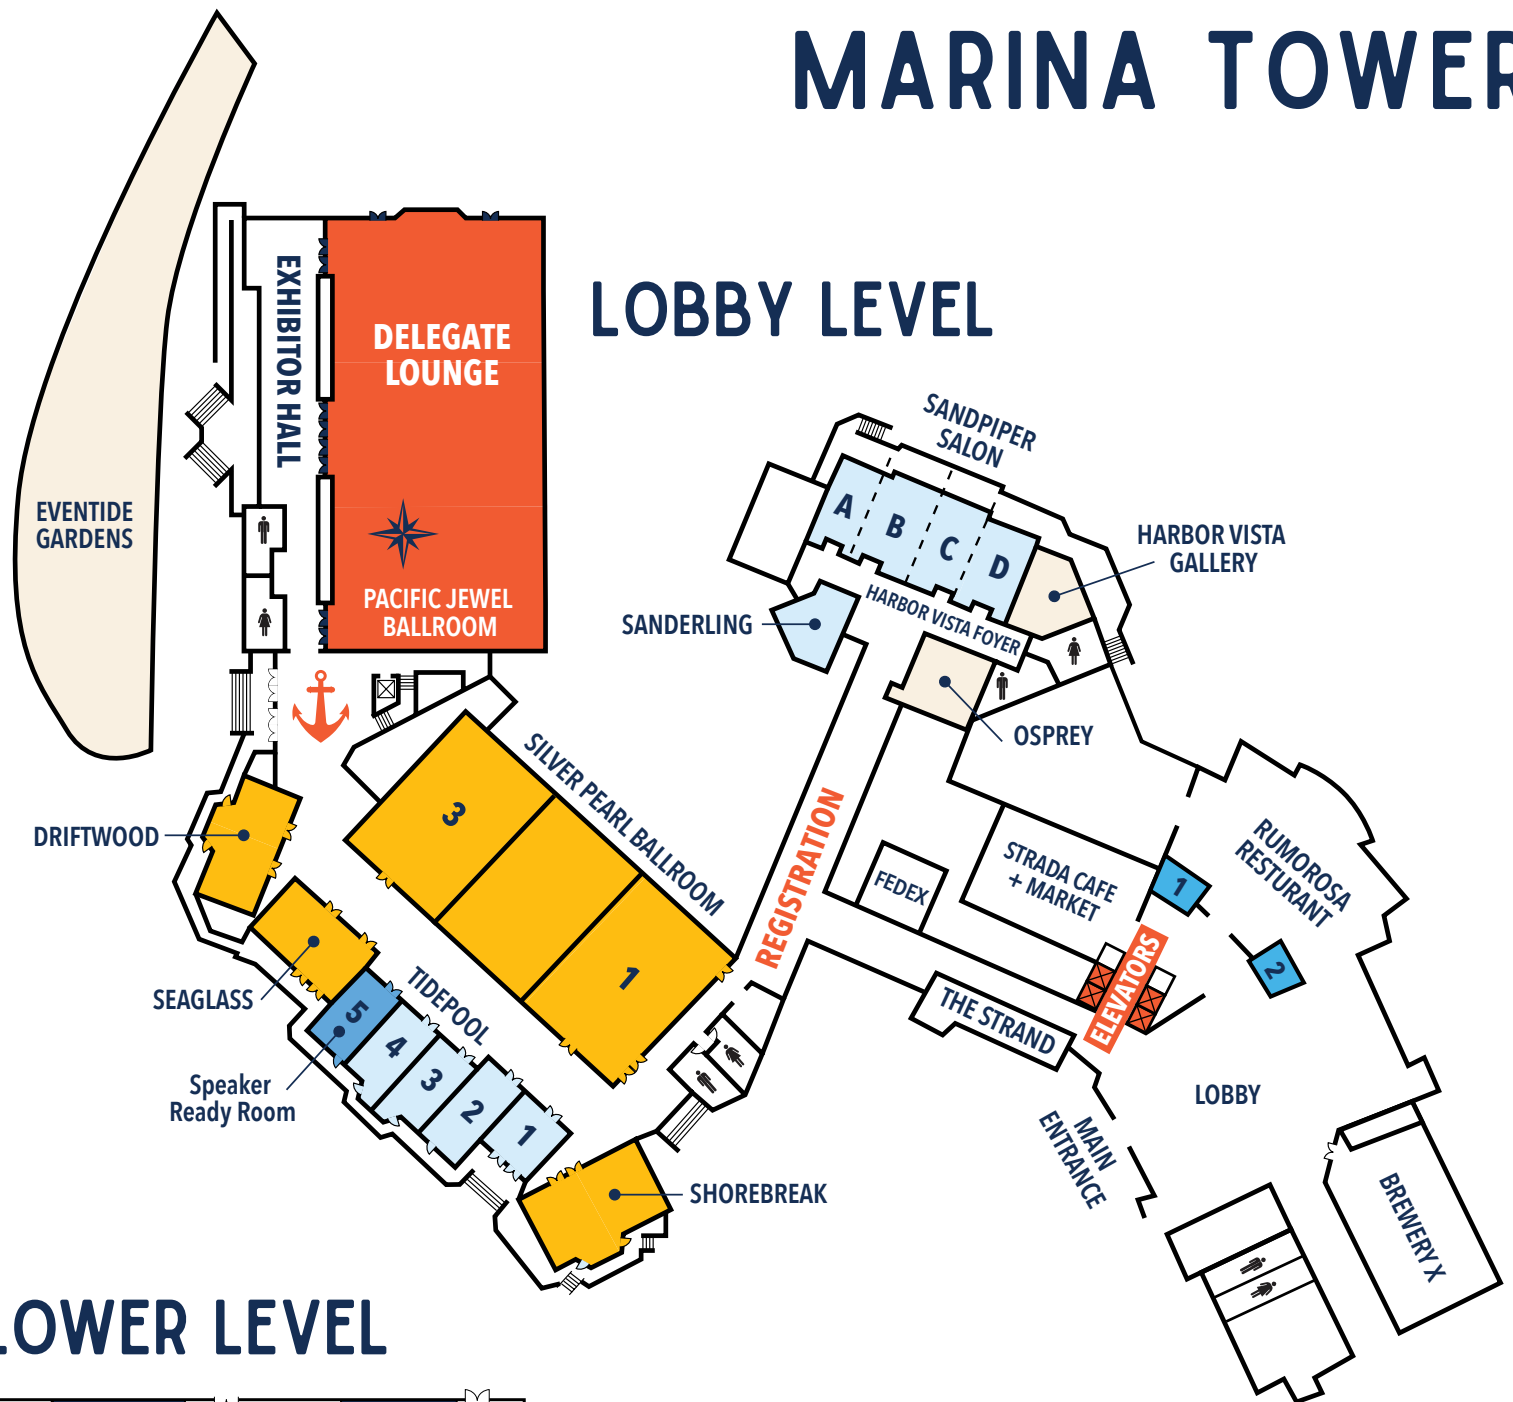 MARINA TOWER
LOBBY LEVEL
EXHIBITOR HALL
DELEGATE
LOUNGE
PACIFIC JEWEL
BALLROOM
EVENTIDE
GARDENS
SANDPIPER
SALON
A
B
C
D
HARBOR VISTA
GALLERY
HARBOR VISTA FOYER
SANDERLING
OSPREY
DRIFTWOOD
SILVER PEARL BALLROOM
3
1
REGISTRATION
FEDEX
STRADA CAFE
+ MARKET
RUMOROSA
RESTURANT
1
2
ELEVATORS
THE STRAND
SEAGLASS
TIDEPOOL
5
4
3
2
1
Speaker
Ready Room
SHOREBREAK
LOBBY
MAIN
ENTRANCE
BREWERY X
LOWER LEVEL